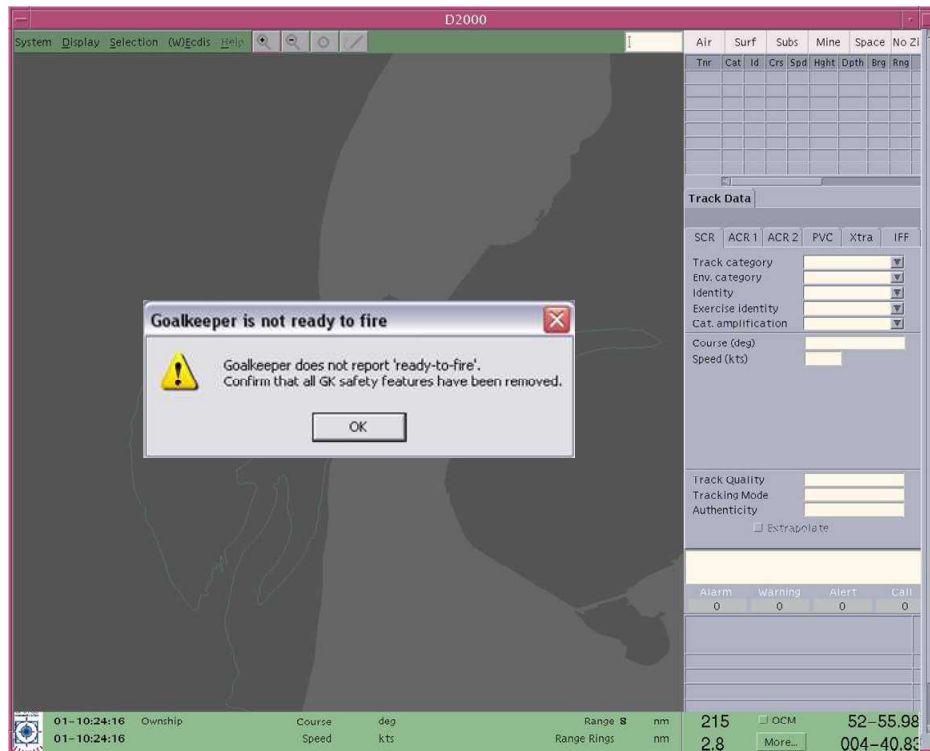 D2000
System Display Selection (W)Ecdis Help
Air Surf Subs Mine Space No Zi
Tnr Cat Id Crs Spd Hght Dpth Brg Rng
Track Data
SCR ACR 1 ACR 2 PVC Xtra IFF
Track category
Env. category
Identity
Exercise identity
Cat. amplification
Course (deg)
Speed (kts)
Goalkeeper is not ready to fire
Goalkeeper does not report 'ready-to-fire'.
Confirm that all GK safety features have been removed.
OK
Track Quality
Tracking Mode
Authenticity
Extrapolate
Alarm Warning Alert Call
0 0 0 0
01-10:24:16 Ownship Course deg Range 8 nm
01-10:24:16 Speed kts Range Rings nm
215 OCM 52-55.98
2.8 More... 004-40.83